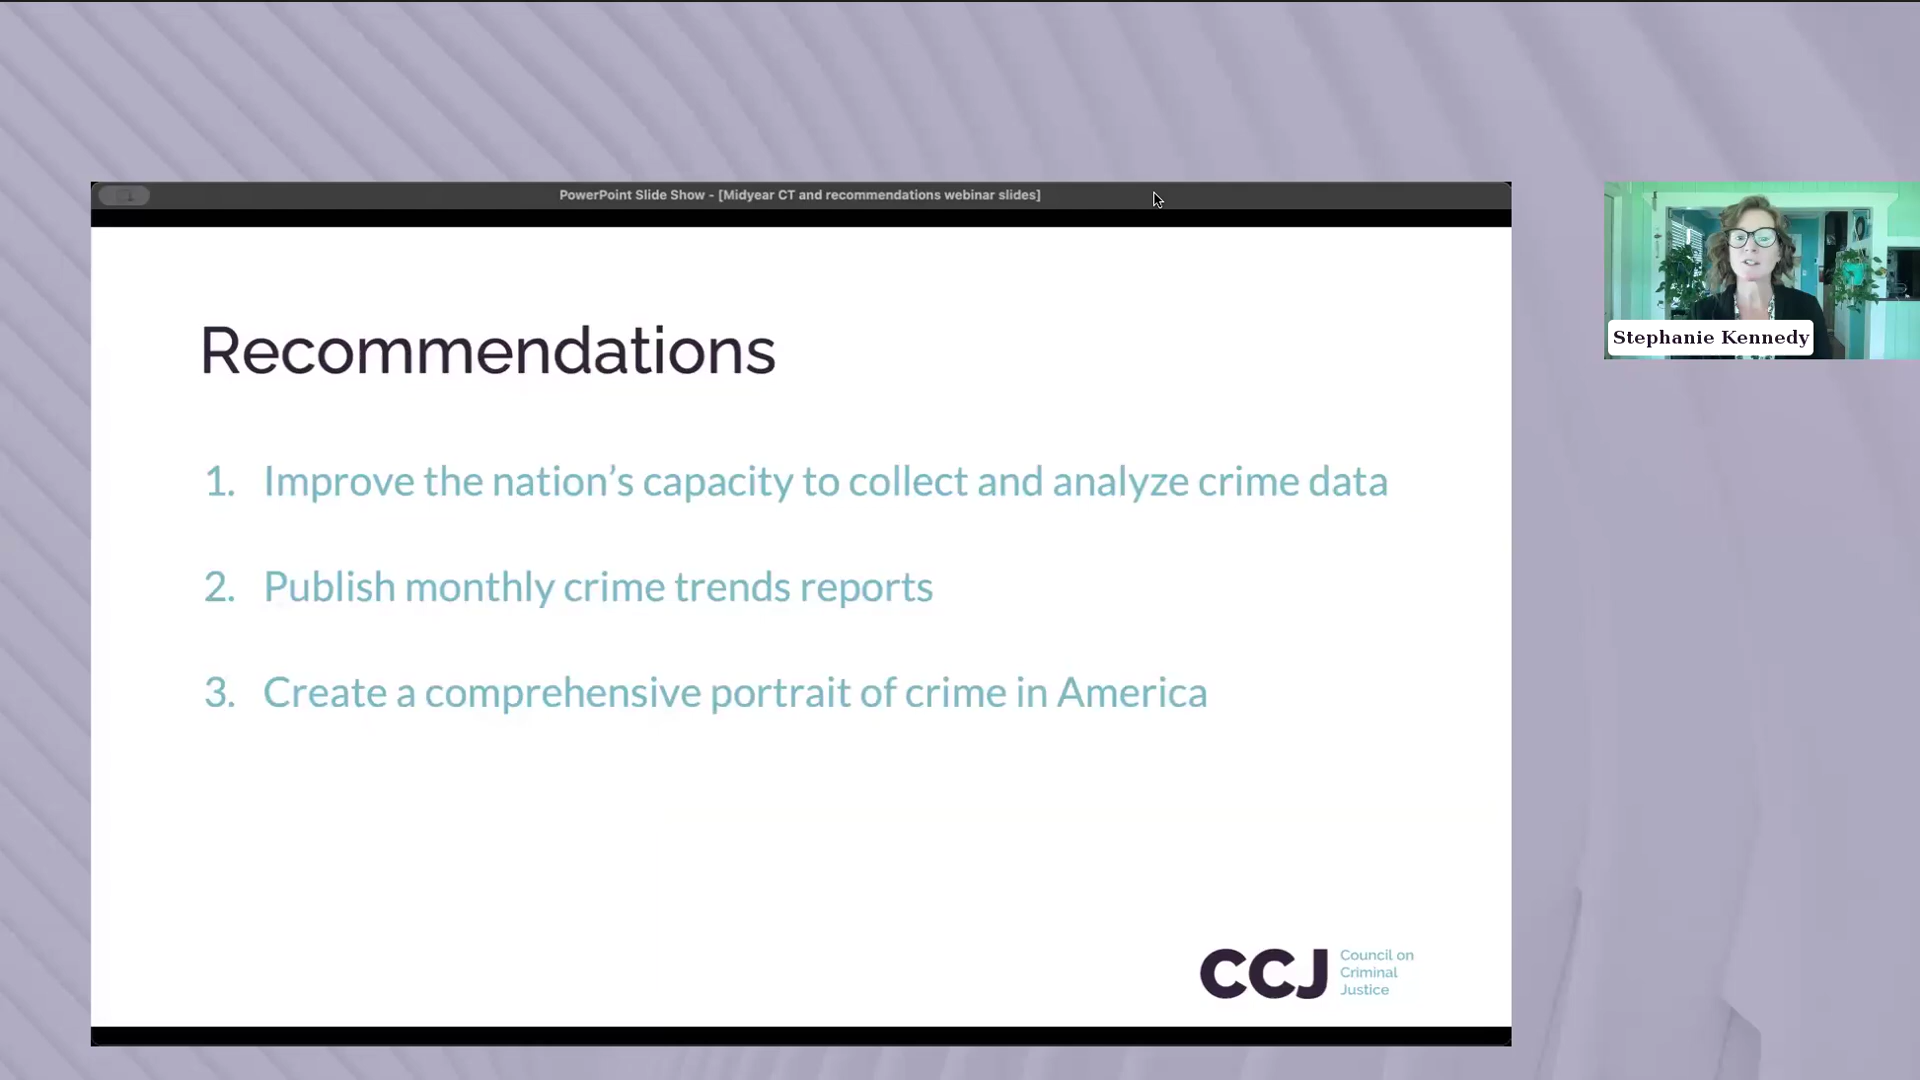 PowerPoint Slide Show - [Midyear CT and recommendations webinar slides]
Recommendations
1. Improve the nation’s capacity to collect and analyze crime data
2. Publish monthly crime trends reports
3. Create a comprehensive portrait of crime in America
CCJ
Council on
Criminal
Justice
Stephanie Kennedy